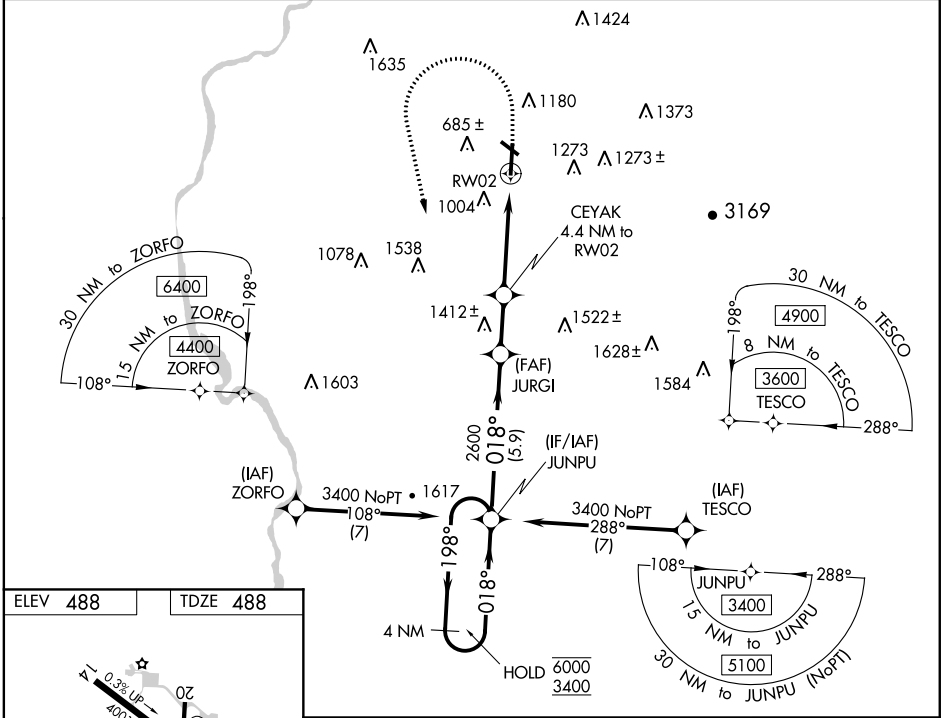 1424
1635
1180
1373
685 ±
1273
1273 ±
RW02
1004
CEYAK
4.4 NM to
RW02
3169
30 NM to ZORFO
6400
198°
15 NM to ZORFO
4400
ZORFO
108°
1078
1538
30 NM to TESCO
4900
198°
8 NM to TESCO
3600
TESCO
288°
1412 ±
1522 ±
1628 ±
1584
(FAF)
JURGI
1603
2600
018°
(5.9)
(IF/IAF)
JUNPU
(IAF)
ZORFO
3400 NoPT
108°
(7)
1617
3400 NoPT
288°
(7)
(IAF)
TESCO
198°
018°
4 NM
HOLD 6000
3400
108°
JUNPU
288°
3400
15 NM to JUNPU
5100
30 NM to JUNPU (NoPT)
ELEV 488
TDZE 488
14
0.3% UP
20